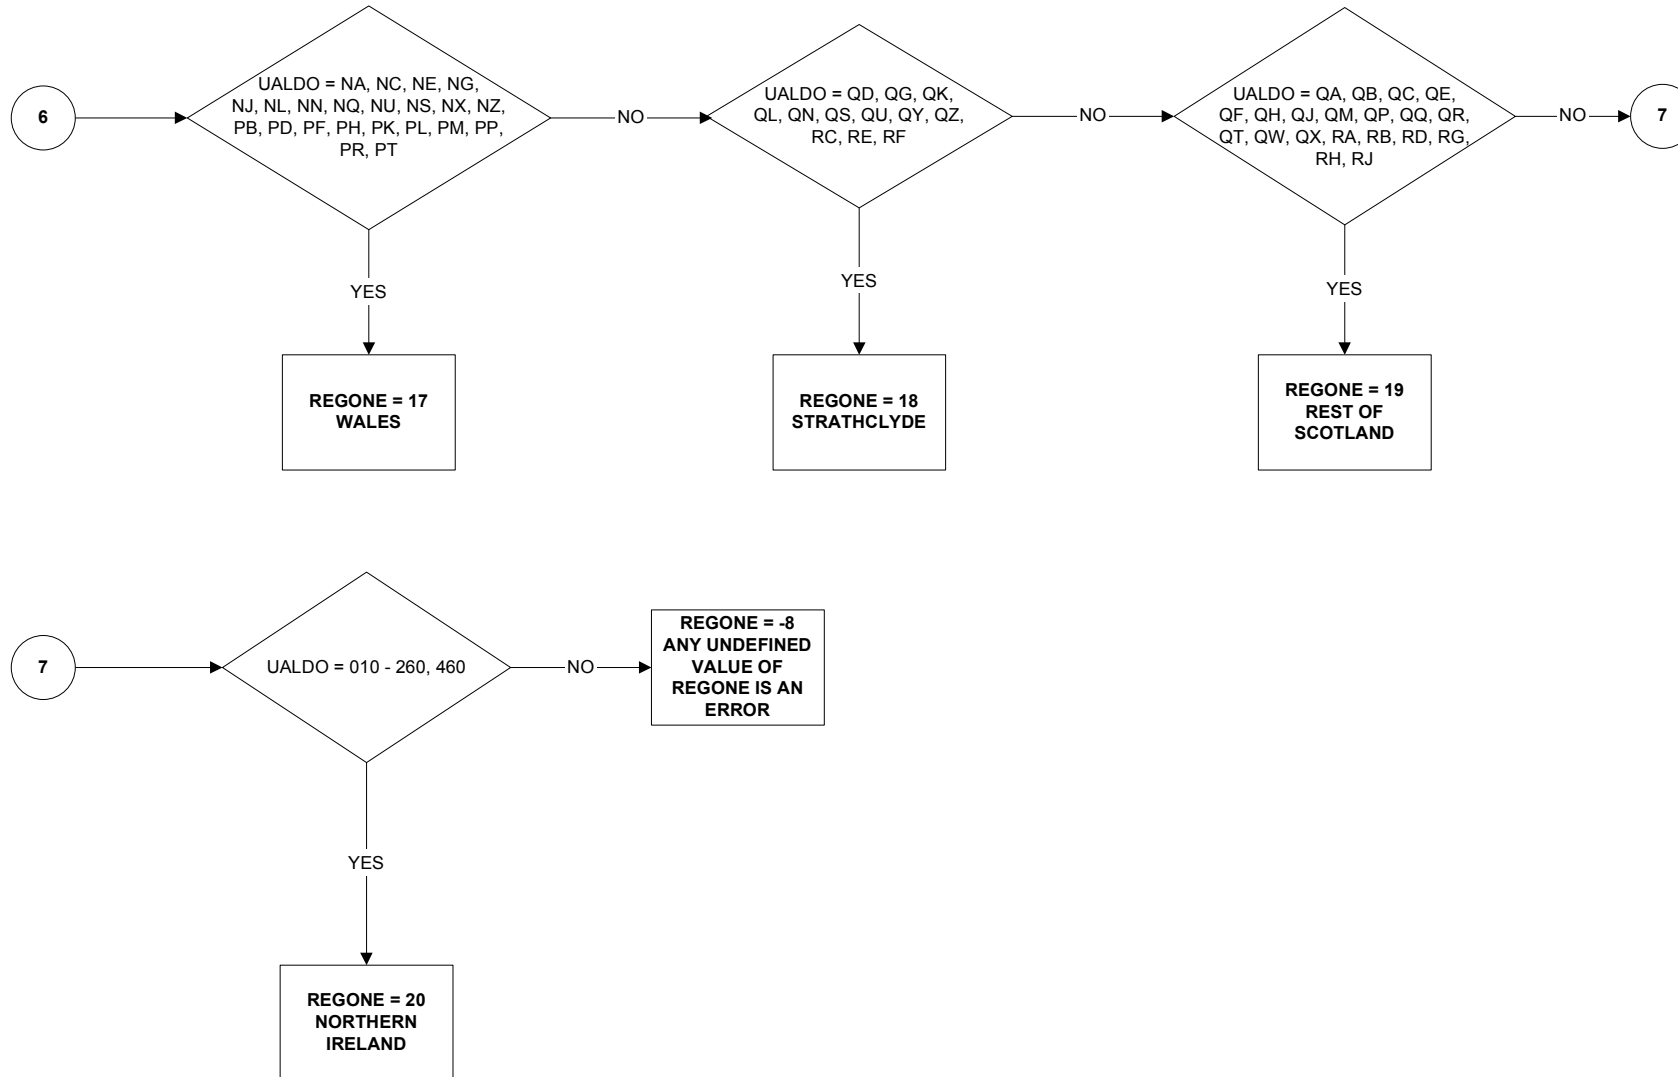 6
UALDO = NA, NC, NE, NG,
NJ, NL, NN, NQ, NU, NS, NX, NZ,
PB, PD, PF, PH, PK, PL, PM, PP,
PR, PT
NO
UALDO = QD, QG, QK,
QL, QN, QS, QU, QY, QZ,
RC, RE, RF
NO
UALDO = QA, QB, QC, QE,
QF, QH, QJ, QM, QP, QQ, QR,
QT, QW, QX, RA, RB, RD, RG,
RH, RJ
NO
7
YES
YES
YES
REGONE = 17
WALES
REGONE = 18
STRATHCLYDE
REGONE = 19
REST OF
SCOTLAND
7
UALDO = 010 - 260, 460
NO
REGONE = -8
ANY UNDEFINED
VALUE OF
REGONE IS AN
ERROR
YES
REGONE = 20
NORTHERN
IRELAND